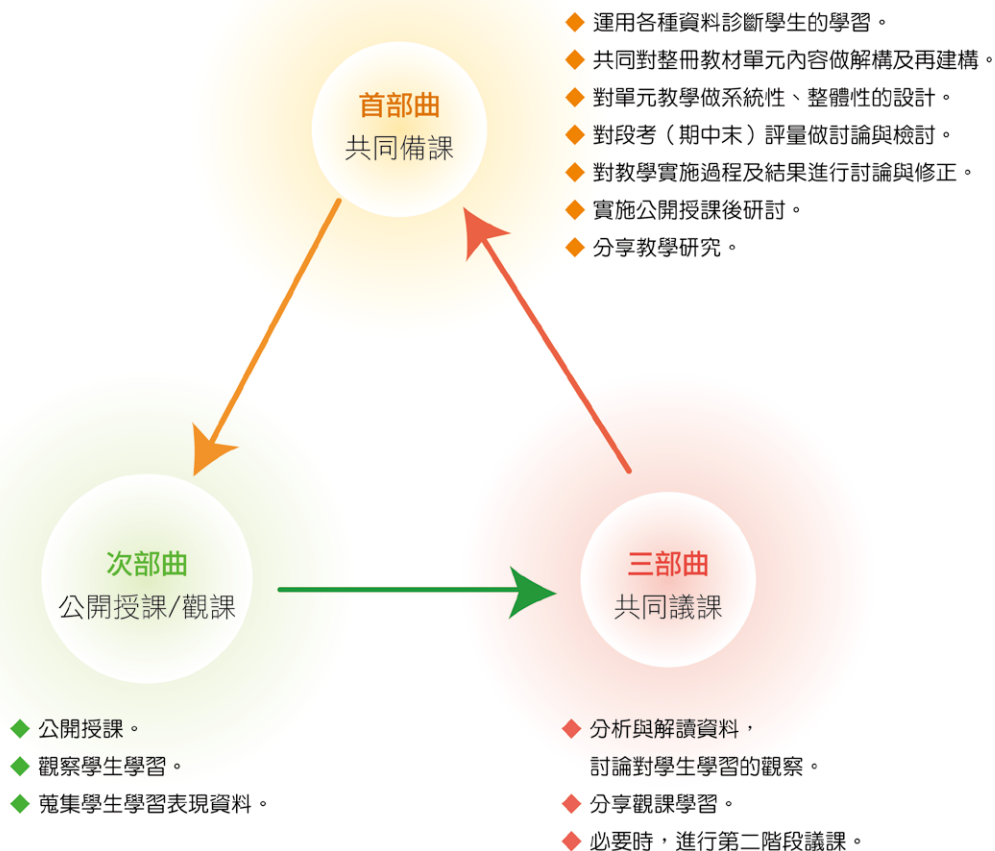 首部曲
共同備課
◆ 運用各種資料診斷學生的學習。
◆ 共同對整冊教材單元內容做解構及再建構。
◆ 對單元教學做系統性、整體性的設計。
◆ 對段考（期中末）評量做討論與檢討。
◆ 對教學實施過程及結果進行討論與修正。
◆ 實施公開授課後研討。
◆ 分享教學研究。
次部曲
公開授課/觀課
◆ 公開授課。
◆ 觀察學生學習。
◆ 蒐集學生學習表現資料。
三部曲
共同議課
◆ 分析與解讀資料，
討論對學生學習的觀察。
◆ 分享觀課學習。
◆ 必要時，進行第二階段議課。